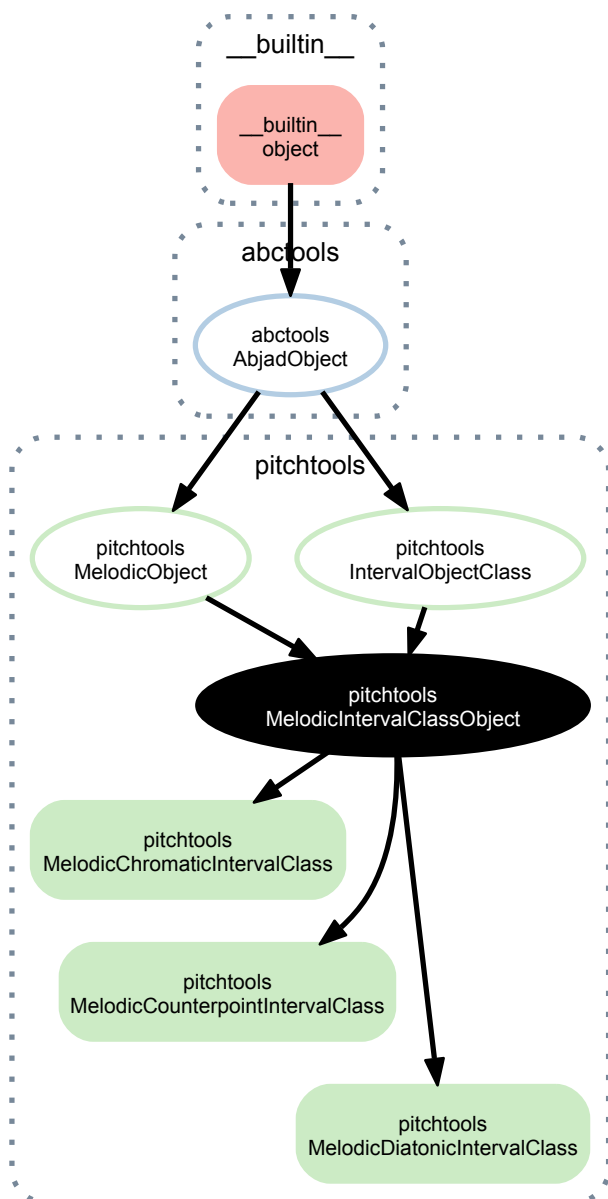 __builtin__
__builtin__
object
abctools
abctools
AbjadObject
pitchtools
pitchtools
MelodicObject
pitchtools
IntervalObjectClass
pitchtools
MelodicIntervalClassObject
pitchtools
MelodicChromaticIntervalClass
pitchtools
MelodicCounterpointIntervalClass
pitchtools
MelodicDiatonicIntervalClass